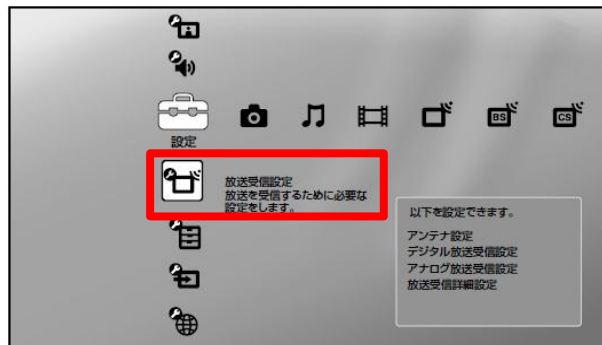 BS
CS
設定
放送受信設定
放送を受信するために必要な
設定をします。
以下を設定できます。
アンテナ設定
デジタル放送受信設定
アナログ放送受信設定
放送受信詳細設定